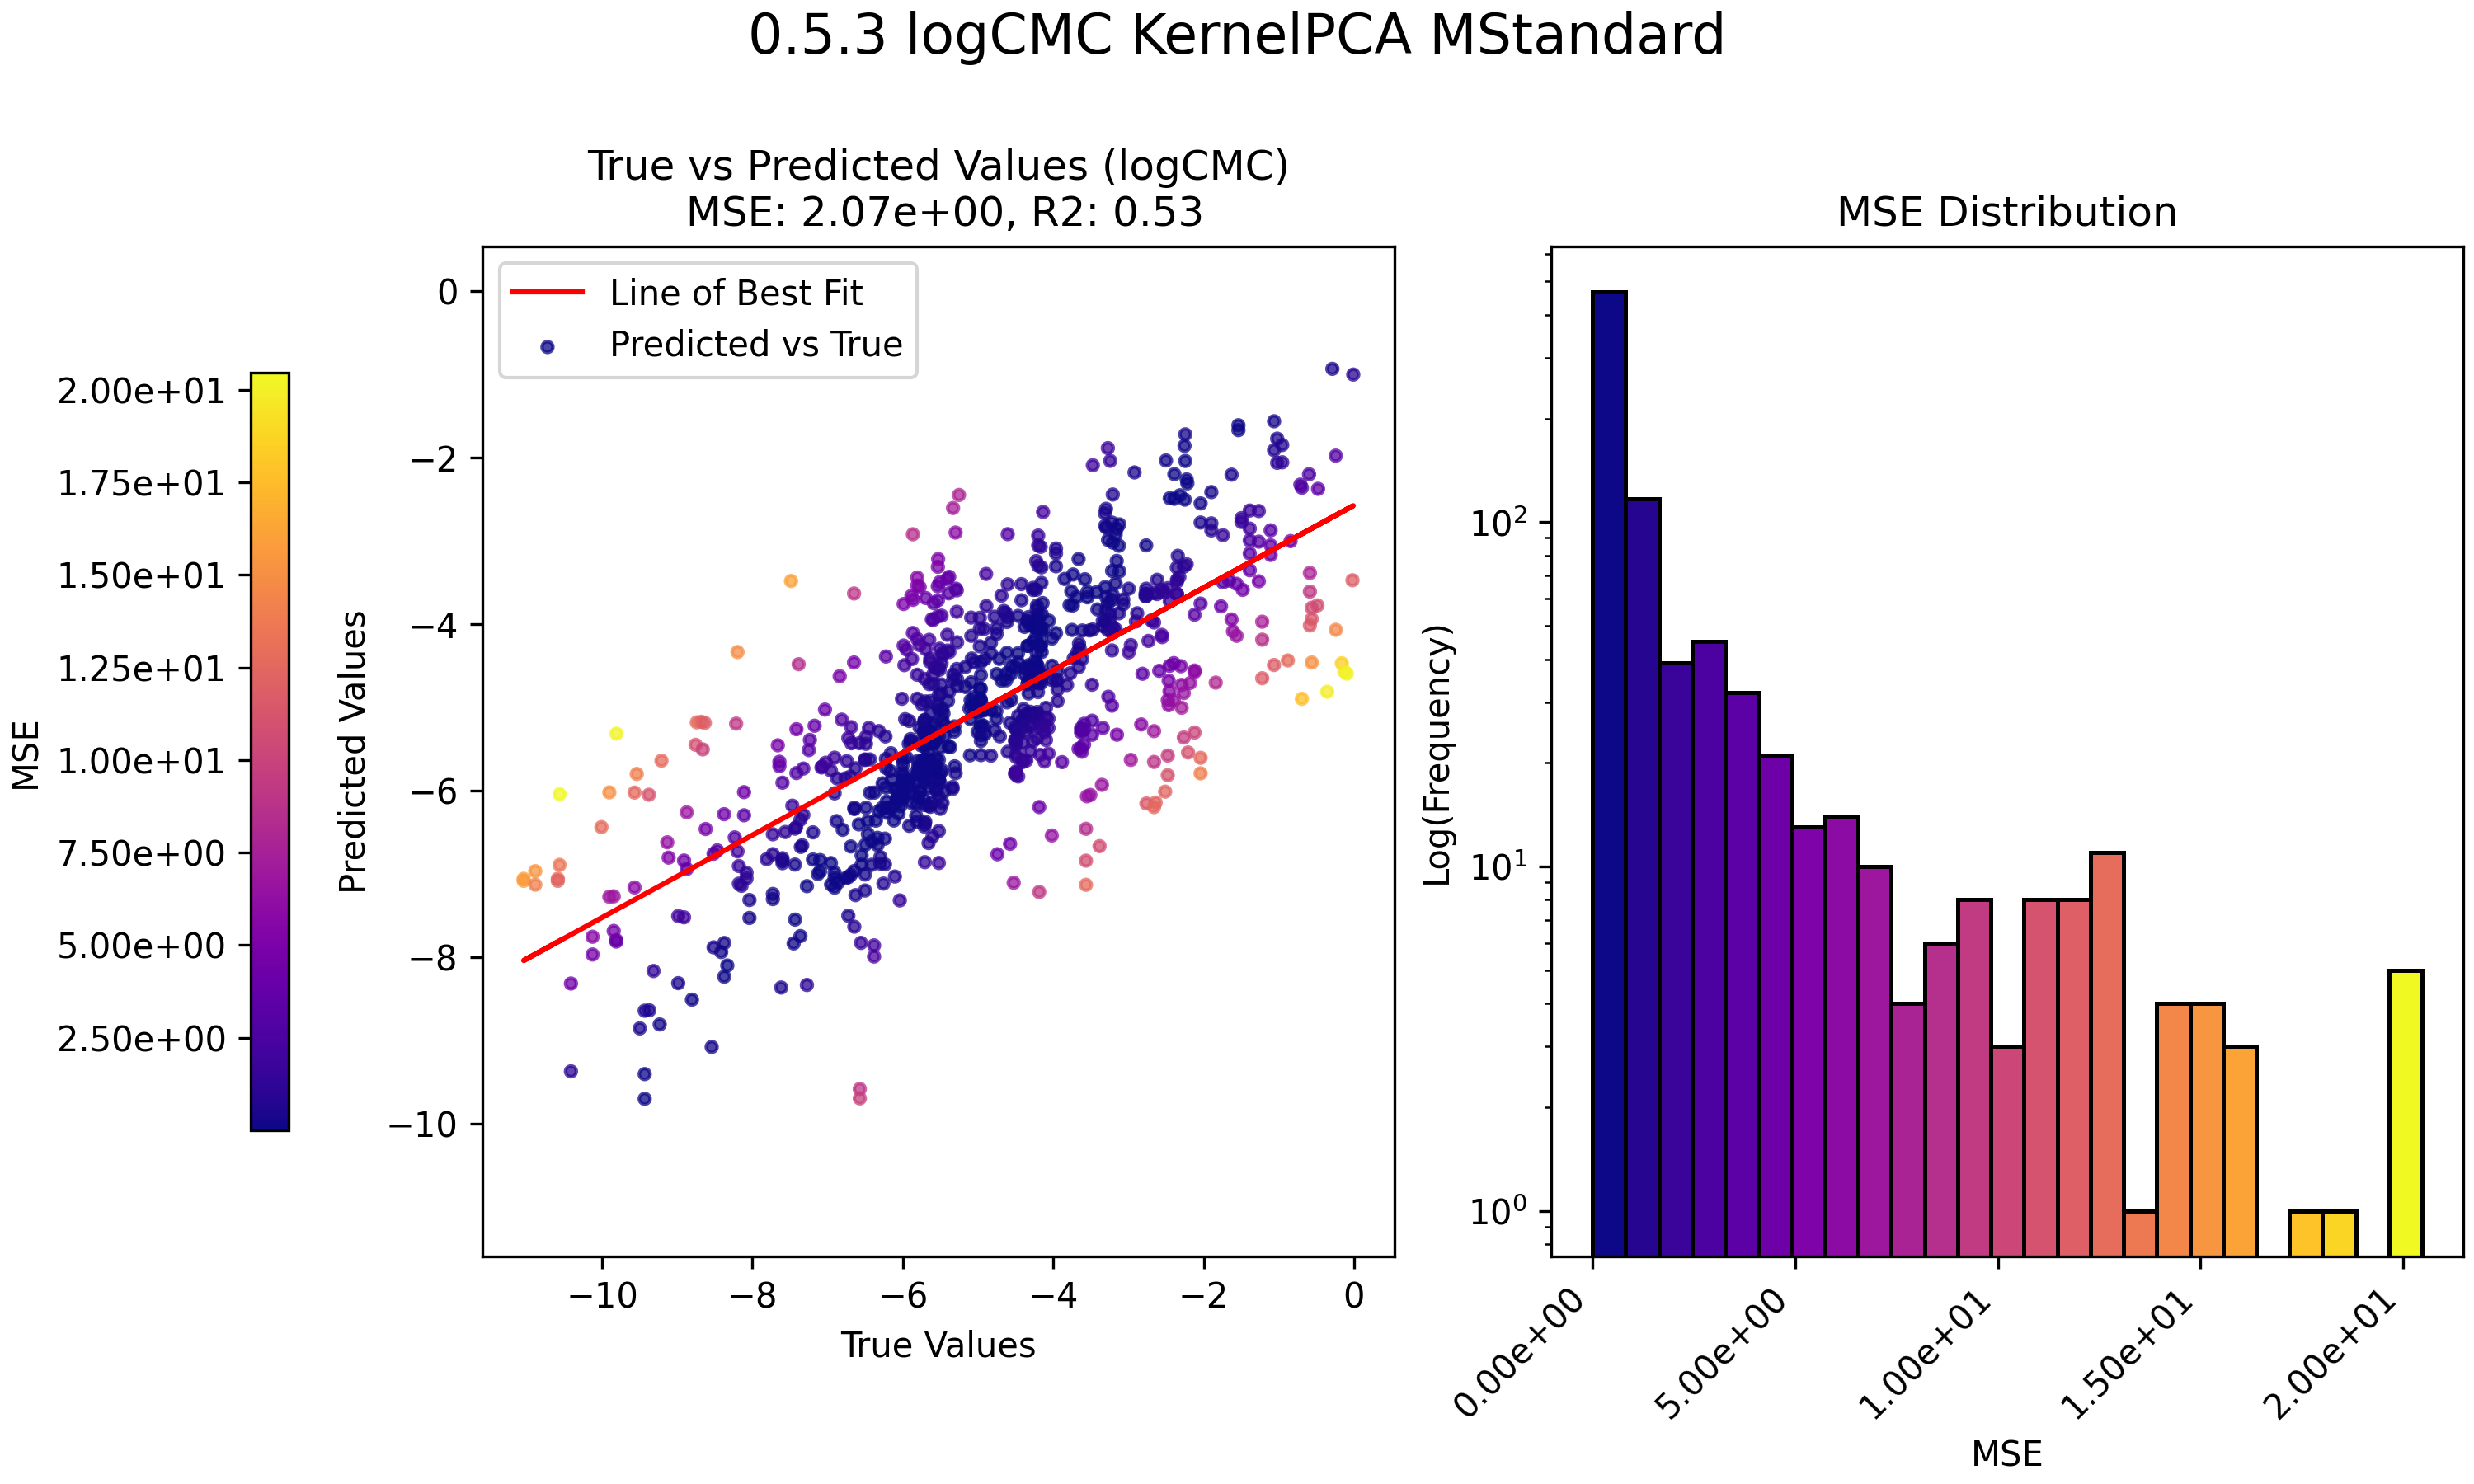 0.5.3 logCMC KernelPCA MStandard
MSE
2.00e+01
1.75e+01
1.50e+01
1.25e+01
1.00e+01
7.50e+00
5.00e+00
2.50e+00
True vs Predicted Values (logCMC)
MSE: 2.07e+00, R2: 0.53
Line of Best Fit
Predicted vs True
Predicted Values
0
−2
−4
−6
−8
−10
−10 −8 −6 −4 −2 0
True Values
MSE Distribution
Log(Frequency)
10²
10¹
10⁰
0.00e+00 5.00e+00 1.00e+01 1.50e+01 2.00e+01
MSE